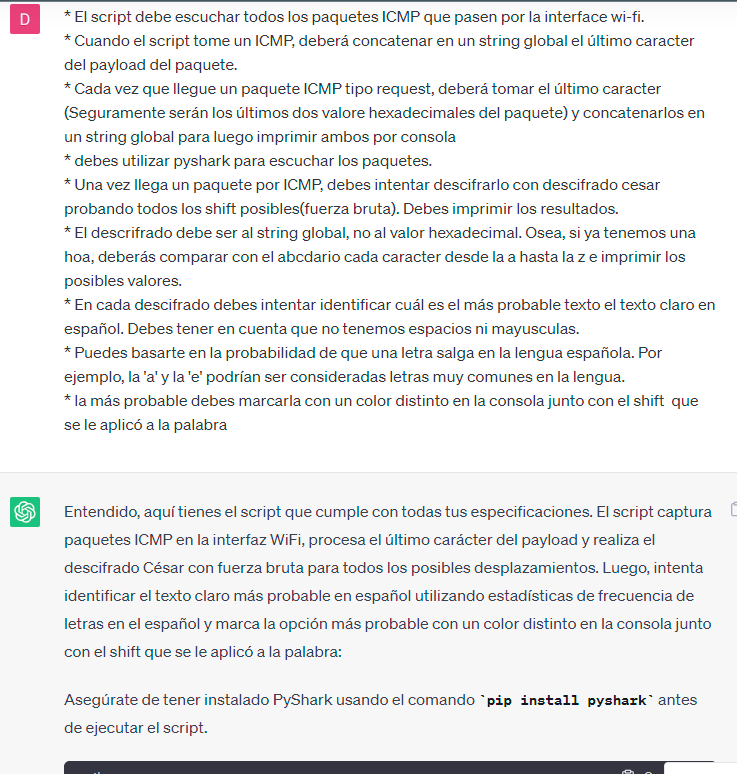 D
* El script debe escuchar todos los paquetes ICMP que pasen por la interface wi-fi.
* Cuando el script tome un ICMP, deberá concatenar en un string global el último caracter
del payload del paquete.
* Cada vez que llegue un paquete ICMP tipo request, deberá tomar el último caracter
(Seguramente serán los últimos dos valore hexadecimales del paquete) y concatenarlos en
un string global para luego imprimir ambos por consola
* debes utilizar pyshark para escuchar los paquetes.
* Una vez llega un paquete por ICMP, debes intentar descifrarlo con descifrado cesar
probando todos los shift posibles(fuerza bruta). Debes imprimir los resultados.
* El descrifrado debe ser al string global, no al valor hexadecimal. Osea, si ya tenemos una
hoa, deberás comparar con el abcdario cada caracter desde la a hasta la z e imprimir los
posibles valores.
* En cada descifrado debes intentar identificar cuál es el más probable texto el texto claro en
español. Debes tener en cuenta que no tenemos espacios ni mayusculas.
* Puedes basarte en la probabilidad de que una letra salga en la lengua española. Por
ejemplo, la 'a' y la 'e' podrían ser consideradas letras muy comunes en la lengua.
* la más probable debes marcarla con un color distinto en la consola junto con el shift que
se le aplicó a la palabra
Entendido, aquí tienes el script que cumple con todas tus especificaciones. El script captura
paquetes ICMP en la interfaz WiFi, procesa el último carácter del payload y realiza el
descifrado César con fuerza bruta para todos los posibles desplazamientos. Luego, intenta
identificar el texto claro más probable en español utilizando estadísticas de frecuencia de
letras en el español y marca la opción más probable con un color distinto en la consola junto
con el shift que se le aplicó a la palabra:
Asegúrate de tener instalado PyShark usando el comando `pip install pyshark` antes
de ejecutar el script.